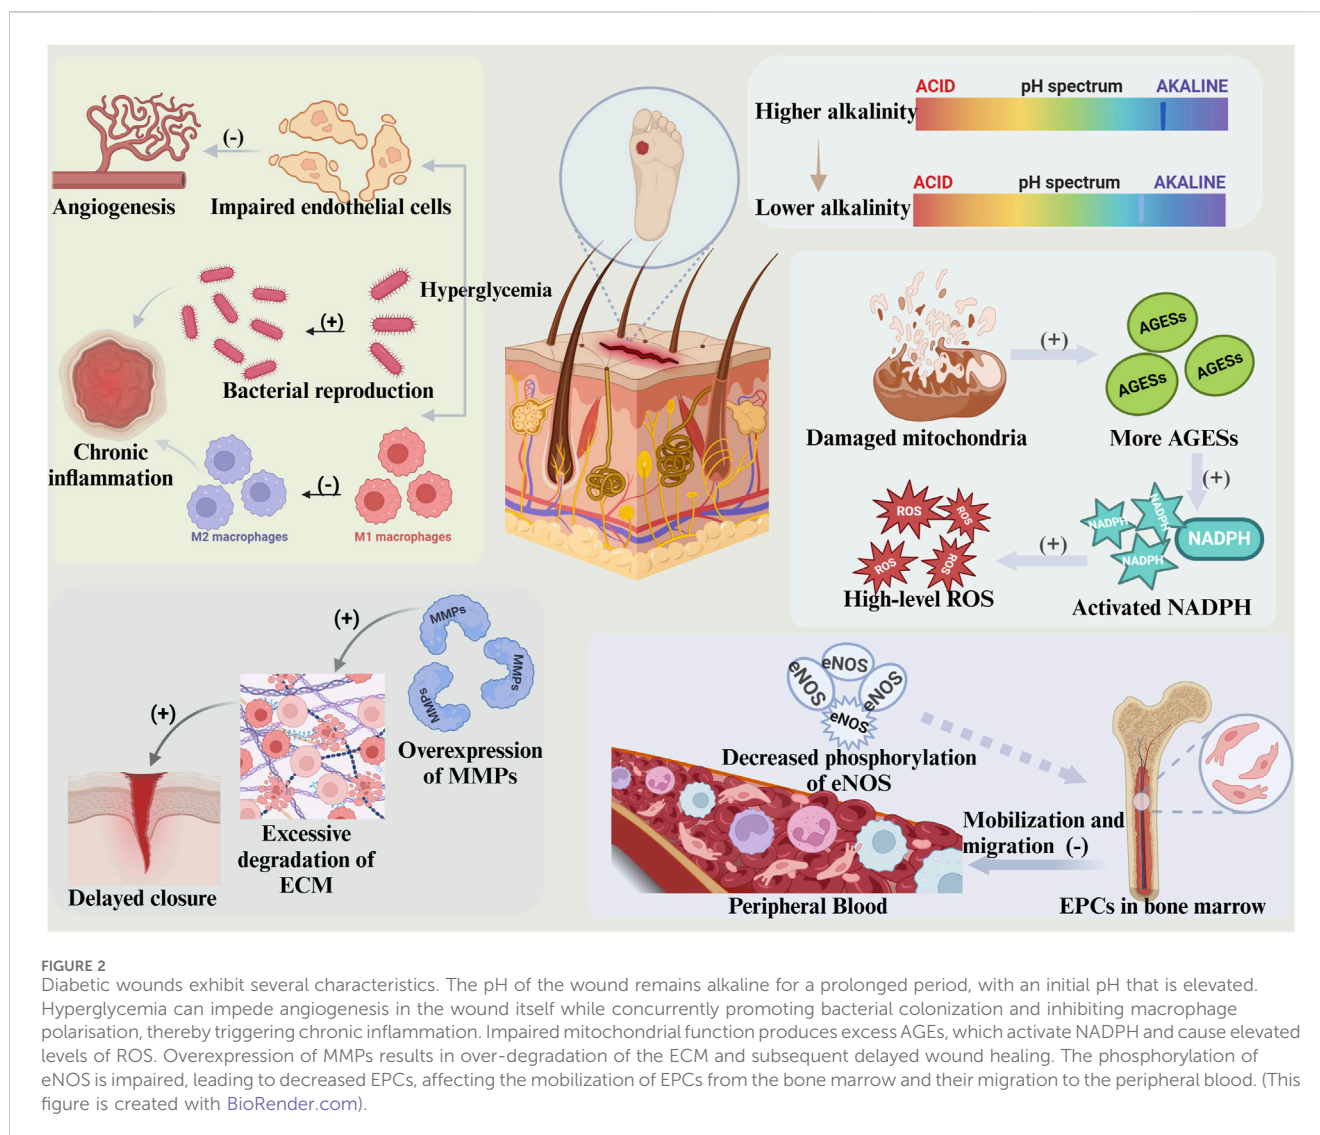 ACID pH spectrum AKALINE
Higher alkalinity
ACID pH spectrum AKALINE
Lower alkalinity
(-)
Angiogenesis
Impaired endothelial cells
Hyperglycemia
(+)
Bacterial reproduction
Chronic
inflammation
(-)
M2 macrophages
M1 macrophages
Damaged mitochondria
(+)
AGESs
AGESs
AGESs
More AGESs
(+)
NADPH
NADPH
NADPH
NADPH
Activated NADPH
(+)
ROS
ROS
ROS
ROS
High-level ROS
MMPs
MMPs
MMPs
Overexpression
of MMPs
(+)
Excessive
degradation of
ECM
(+)
Delayed closure
eNOS
eNOS
eNOS
eNOS
Decreased phosphorylation
of eNOS
Mobilization and
migration (-)
Peripheral Blood
EPCs in bone marrow
FIGURE 2
Diabetic wounds exhibit several characteristics. The pH of the wound remains alkaline for a prolonged period, with an initial pH that is elevated.
Hyperglycemia can impede angiogenesis in the wound itself while concurrently promoting bacterial colonization and inhibiting macrophage
polarisation, thereby triggering chronic inflammation. Impaired mitochondrial function produces excess AGEs, which activate NADPH and cause elevated
levels of ROS. Overexpression of MMPs results in over-degradation of the ECM and subsequent delayed wound healing. The phosphorylation of
eNOS is impaired, leading to decreased EPCs, affecting the mobilization of EPCs from the bone marrow and their migration to the peripheral blood. (This
figure is created with BioRender.com).